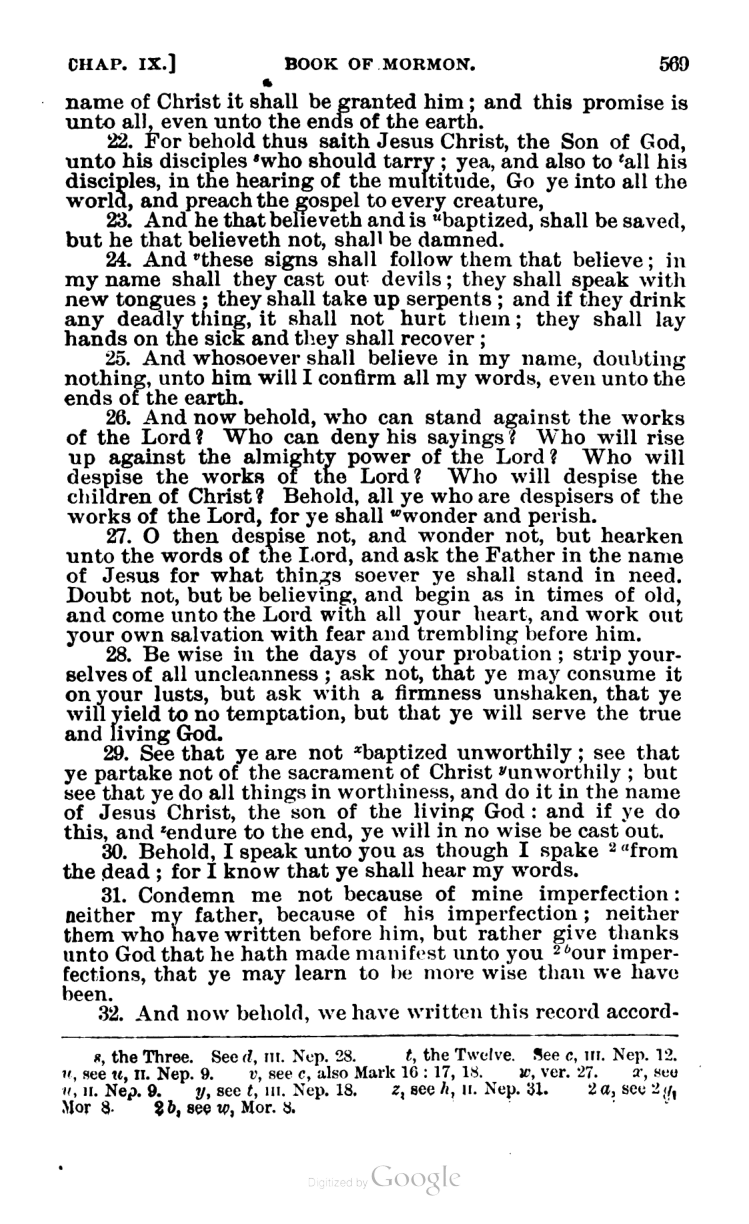 CHAP. IX.] BOOK OF MORMON. 569
name of Christ it shall be granted him; and this promise is
unto all, even unto the ends of the earth.
22. For behold thus saith Jesus Christ, the Son of God,
unto his disciples ˢwho should tarry; yea, and also to ᵗall his
disciples, in the hearing of the multitude, Go ye into all the
world, and preach the gospel to every creature,
23. And he that believeth and is ᵘbaptized, shall be saved,
but he that believeth not, shall be damned.
24. And ᵛthese signs shall follow them that believe; in
my name shall they cast out devils; they shall speak with
new tongues; they shall take up serpents; and if they drink
any deadly thing, it shall not hurt them; they shall lay
hands on the sick and they shall recover;
25. And whosoever shall believe in my name, doubting
nothing, unto him will I confirm all my words, even unto the
ends of the earth.
26. And now behold, who can stand against the works
of the Lord? Who can deny his sayings? Who will rise
up against the almighty power of the Lord? Who will
despise the works of the Lord? Who will despise the
children of Christ? Behold, all ye who are despisers of the
works of the Lord, for ye shall ʷwonder and perish.
27. O then despise not, and wonder not, but hearken
unto the words of the Lord, and ask the Father in the name
of Jesus for what things soever ye shall stand in need.
Doubt not, but be believing, and begin as in times of old,
and come unto the Lord with all your heart, and work out
your own salvation with fear and trembling before him.
28. Be wise in the days of your probation; strip your-
selves of all uncleanness; ask not, that ye may consume it
on your lusts, but ask with a firmness unshaken, that ye
will yield to no temptation, but that ye will serve the true
and living God.
29. See that ye are not ˣbaptized unworthily; see that
ye partake not of the sacrament of Christ ʸunworthily; but
see that ye do all things in worthiness, and do it in the name
of Jesus Christ, the son of the living God: and if ye do
this, and ᶻendure to the end, ye will in no wise be cast out.
30. Behold, I speak unto you as though I spake ² ᵃfrom
the dead; for I know that ye shall hear my words.
31. Condemn me not because of mine imperfection:
neither my father, because of his imperfection; neither
them who have written before him, but rather give thanks
unto God that he hath made manifest unto you ² ᵇour imper-
fections, that ye may learn to be more wise than we have
been.
32. And now behold, we have written this record accord-
s, the Three. See d, III. Nep. 28. t, the Twelve. See c, III. Nep. 12.
u, see u, II. Nep. 9. v, see c, also Mark 16:17, 18. w, ver. 27. x, see
u, II. Nep. 9. y, see t, III. Nep. 18. z, see h, II. Nep. 31. 2 a, see 2 g,
Mor 8. 2 b, see w, Mor. 8.
Digitized by Google